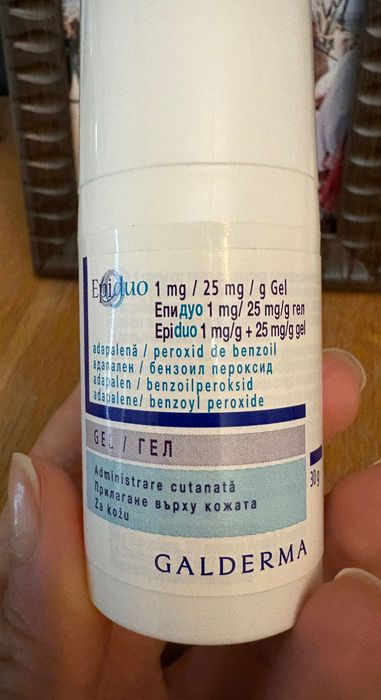 Epiduo 1 mg / 25 mg / g Gel
Епидуо 1 mg/ 25 mg/g гел
Epiduo 1 mg/g + 25 mg/g gel
adapalenă / peroxid de benzoil
адапален / бензоил пероксид
adapalen / benzoilperoksid
adapalene/ benzoyl peroxide
GEL / ГЕЛ
30 g
Administrare cutanată
Прилагане върху кожата
Za kožu
GALDERMA